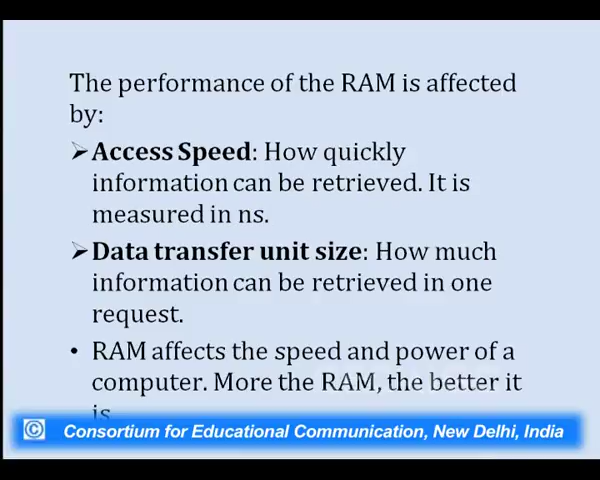 The performance of the RAM is affected
by:
➢Access Speed: How quickly
information can be retrieved. It is
measured in ns.
➢Data transfer unit size: How much
information can be retrieved in one
request.
• RAM affects the speed and power of a
computer. More the RAM, the better it
is.
© Consortium for Educational Communication, New Delhi, India